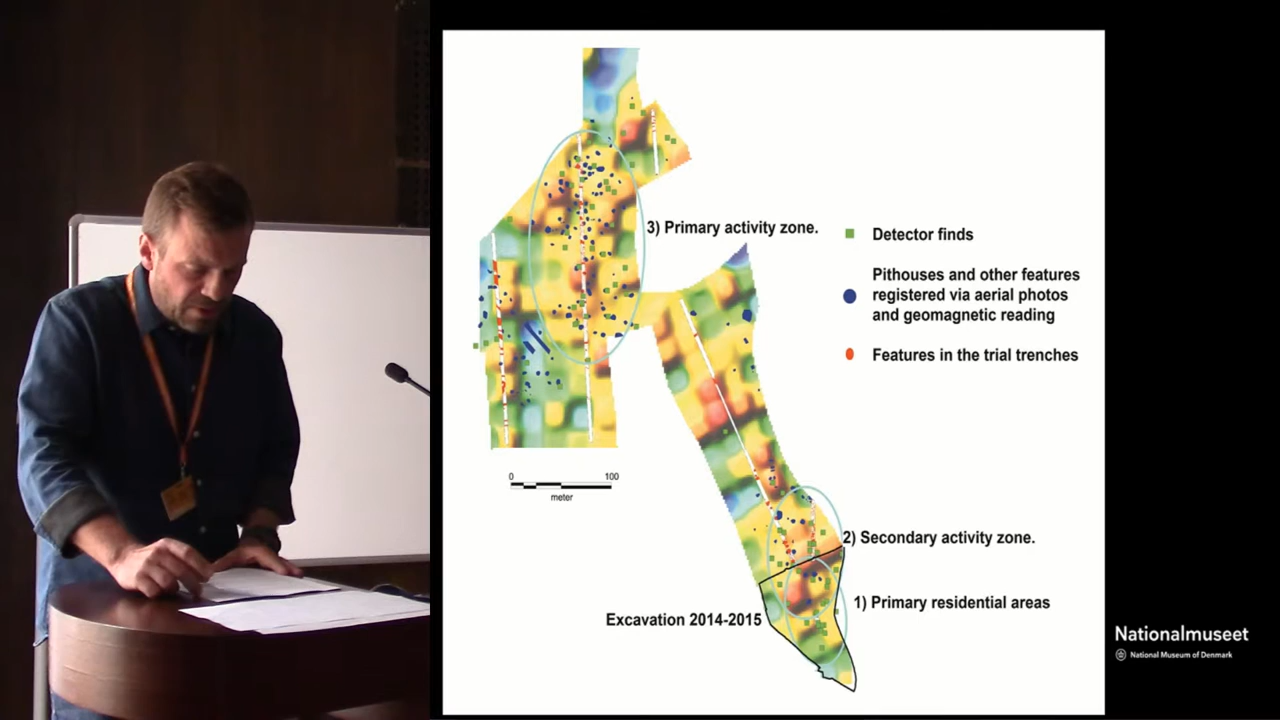 3) Primary activity zone.
Detector finds
Pithouses and other features
registered via aerial photos
and geomagnetic reading
Features in the trial trenches
0 100
meter
2) Secondary activity zone.
1) Primary residential areas
Excavation 2014-2015
Nationalmuseet
National Museum of Denmark